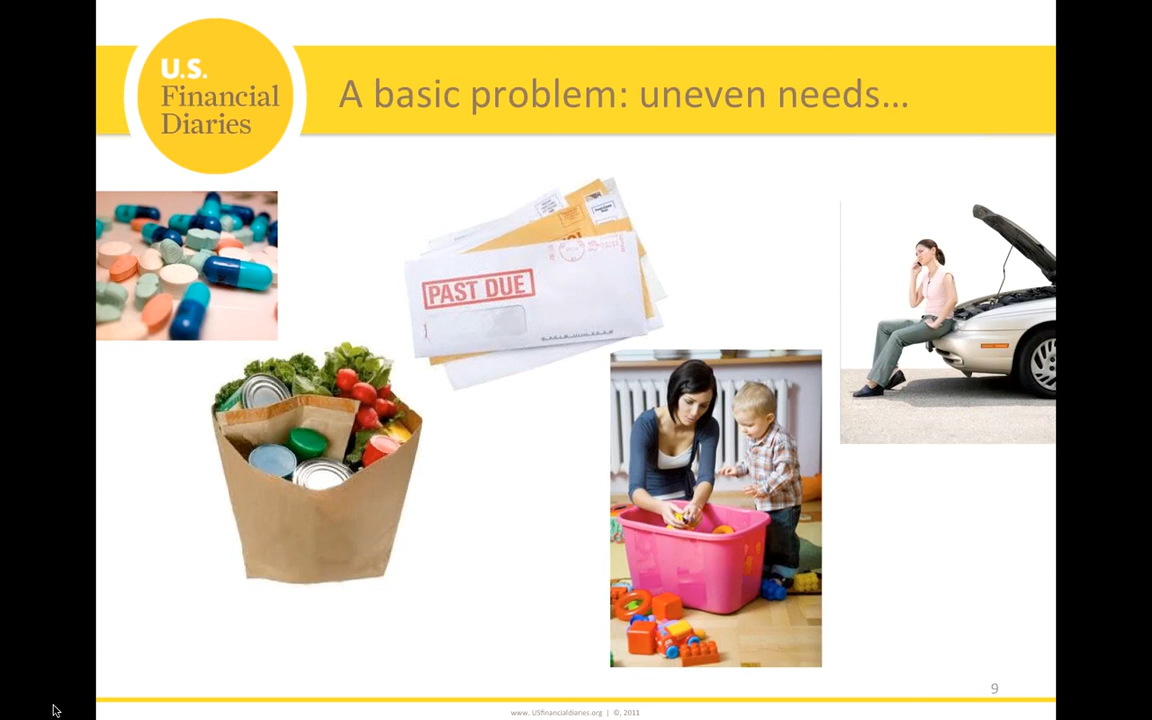 U.S.
Financial
Diaries
A basic problem: uneven needs...
PAST DUE
9
www. USfinancialdiaries.org | ©, 2011